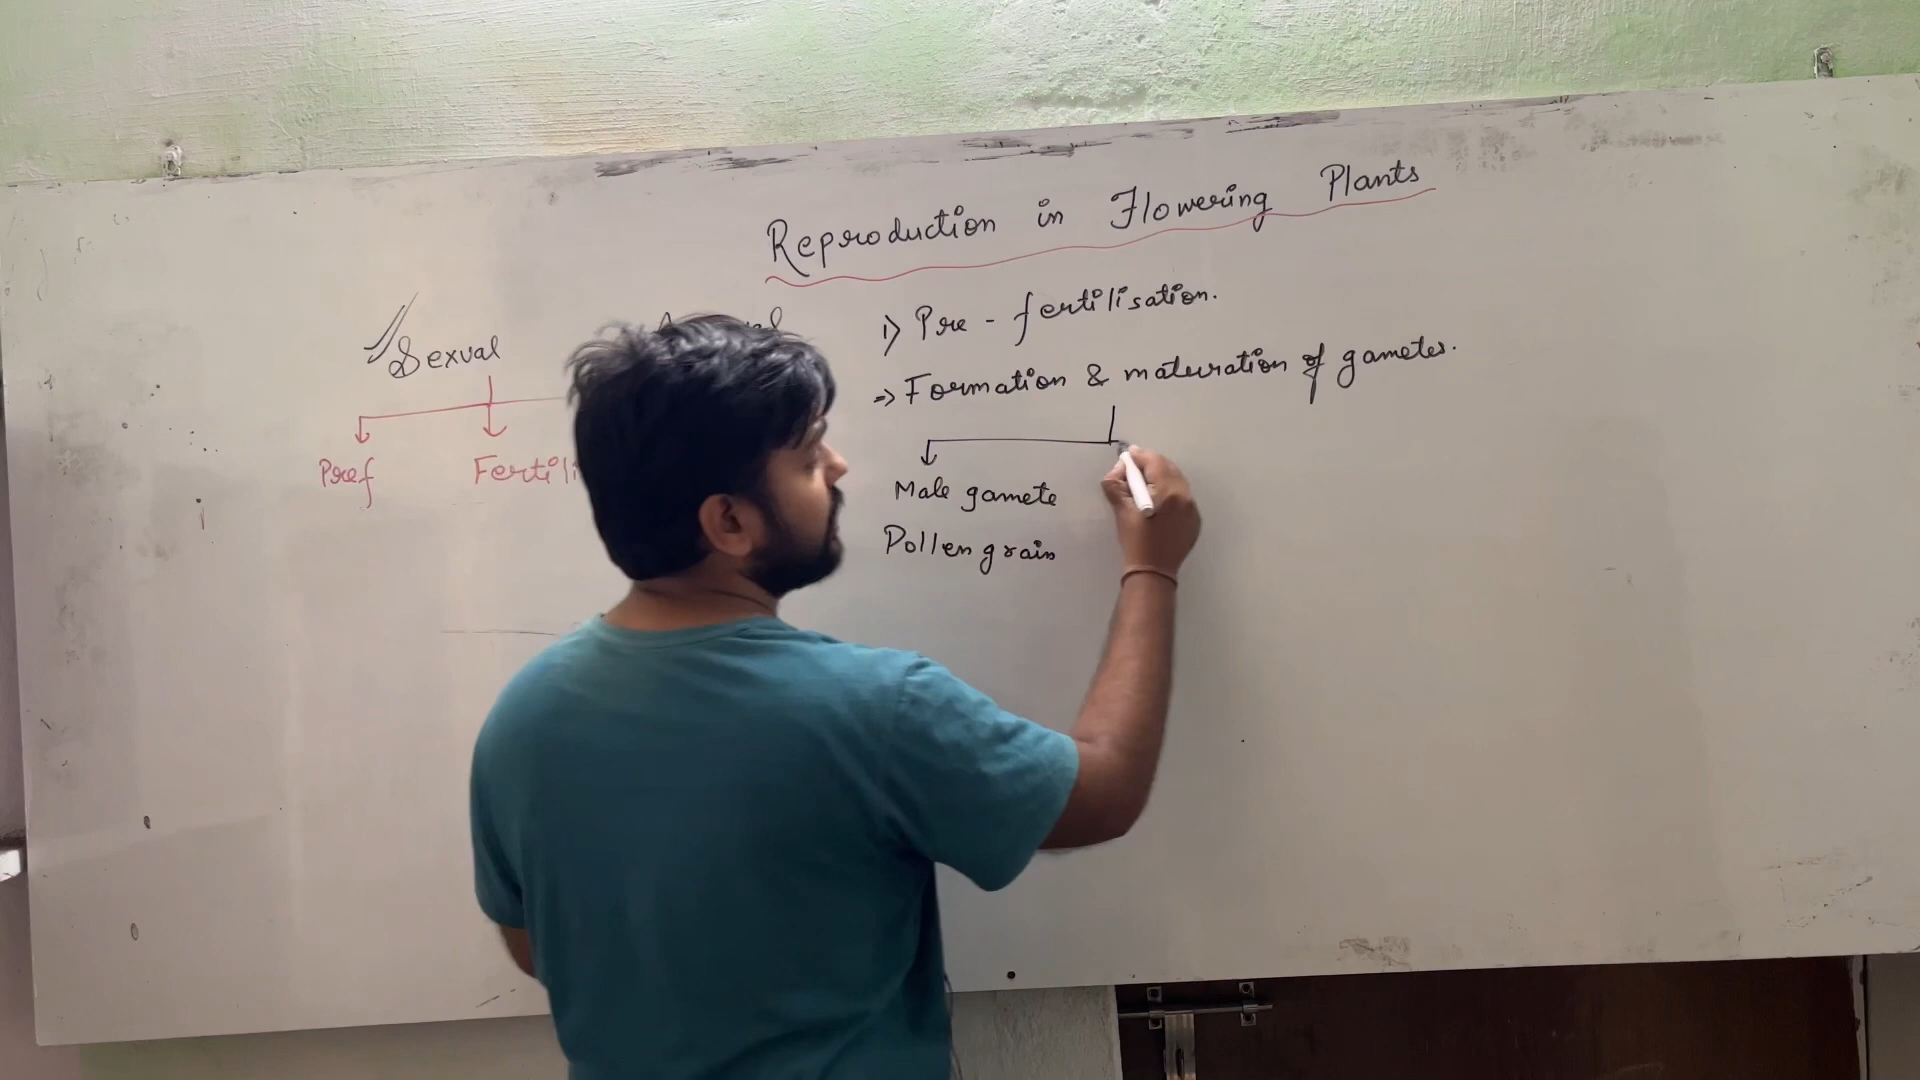 Reproduction in Flowering Plants
Sexual
Pref
1) Pre - fertilisation.
=> Formation & maturation of gametes.
Male gamete
Pollen grain